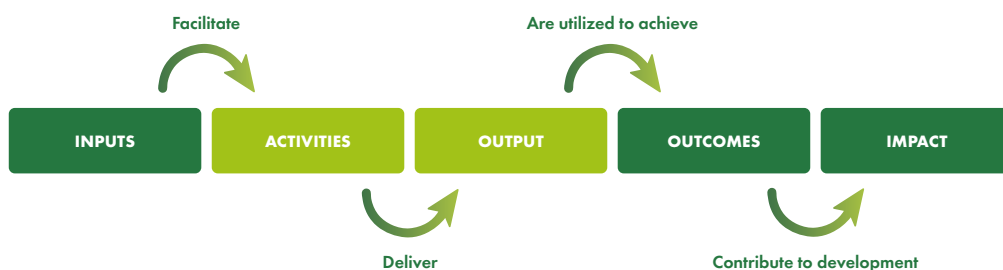 Facilitate
Are utilized to achieve
INPUTS
ACTIVITIES
OUTPUT
OUTCOMES
IMPACT
Deliver
Contribute to development